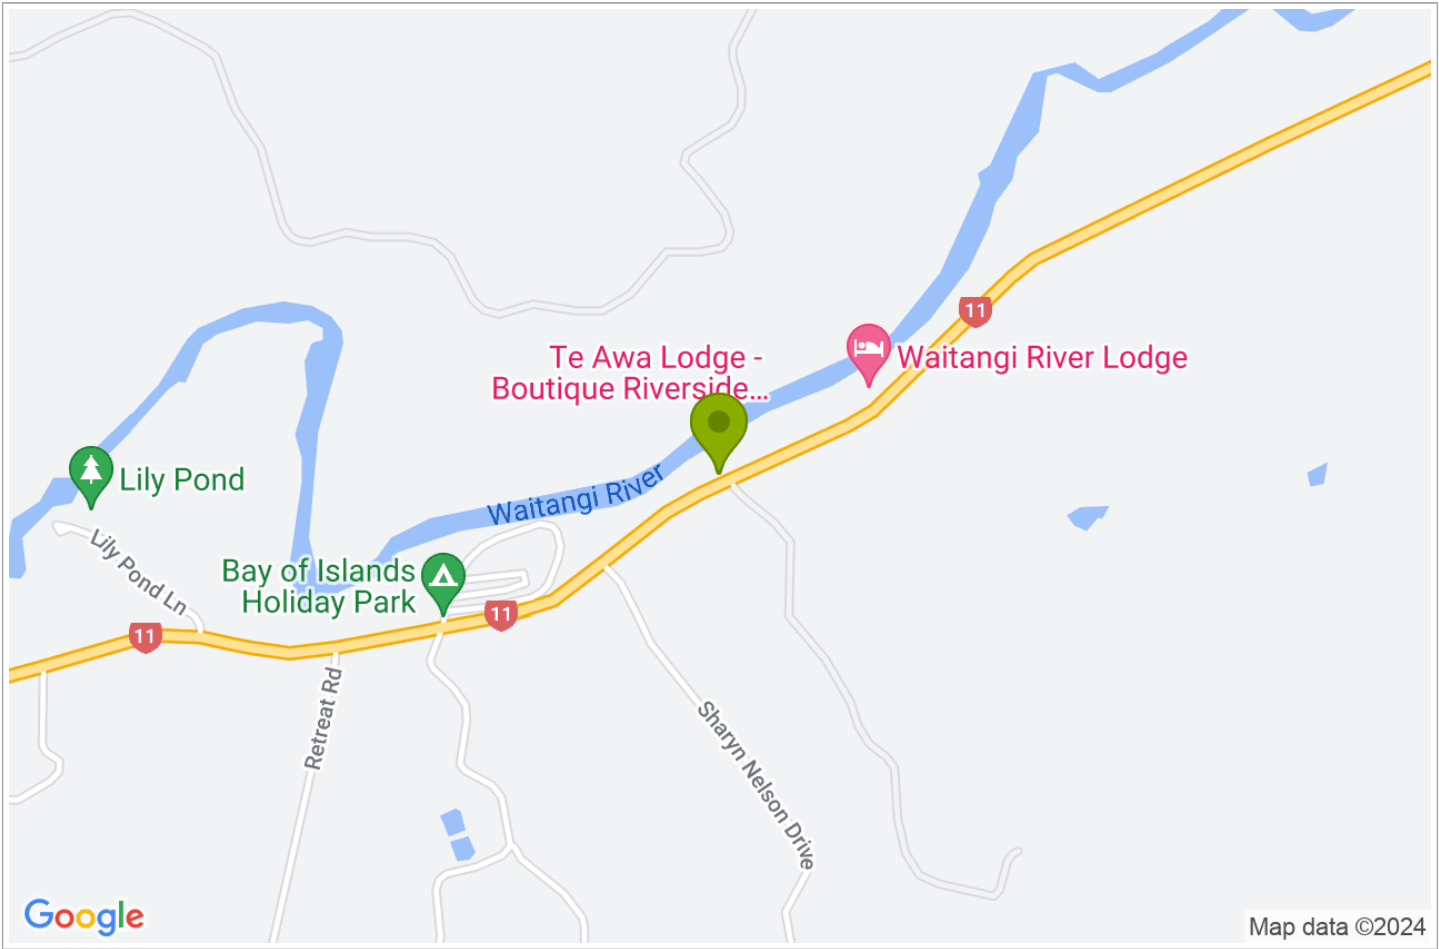 11
Te Awa Lodge -
Boutique Riverside...
Waitangi River Lodge
Lily Pond
Waitangi River
Lily Pond Ln
Bay of Islands
Holiday Park
11
11
Retreat Rd
Sharyn Nelson Drive
Google
Map data ©2024